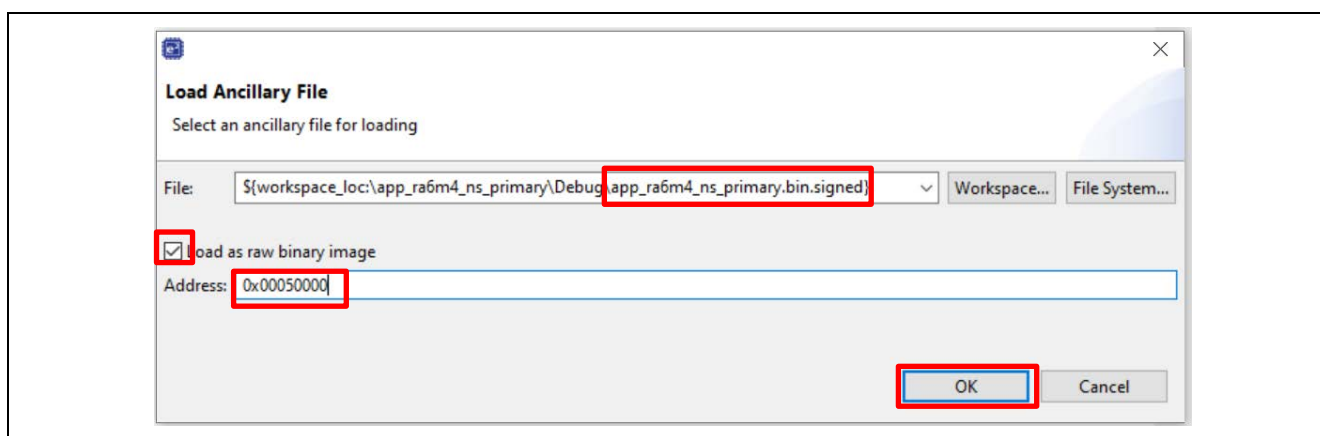 Load Ancillary File
Select an ancillary file for loading
File: ${workspace_loc:\app_ra6m4_ns_primary\Debug\app_ra6m4_ns_primary.bin.signed} Workspace... File System...
Load as raw binary image
Address: 0x00050000
OK Cancel